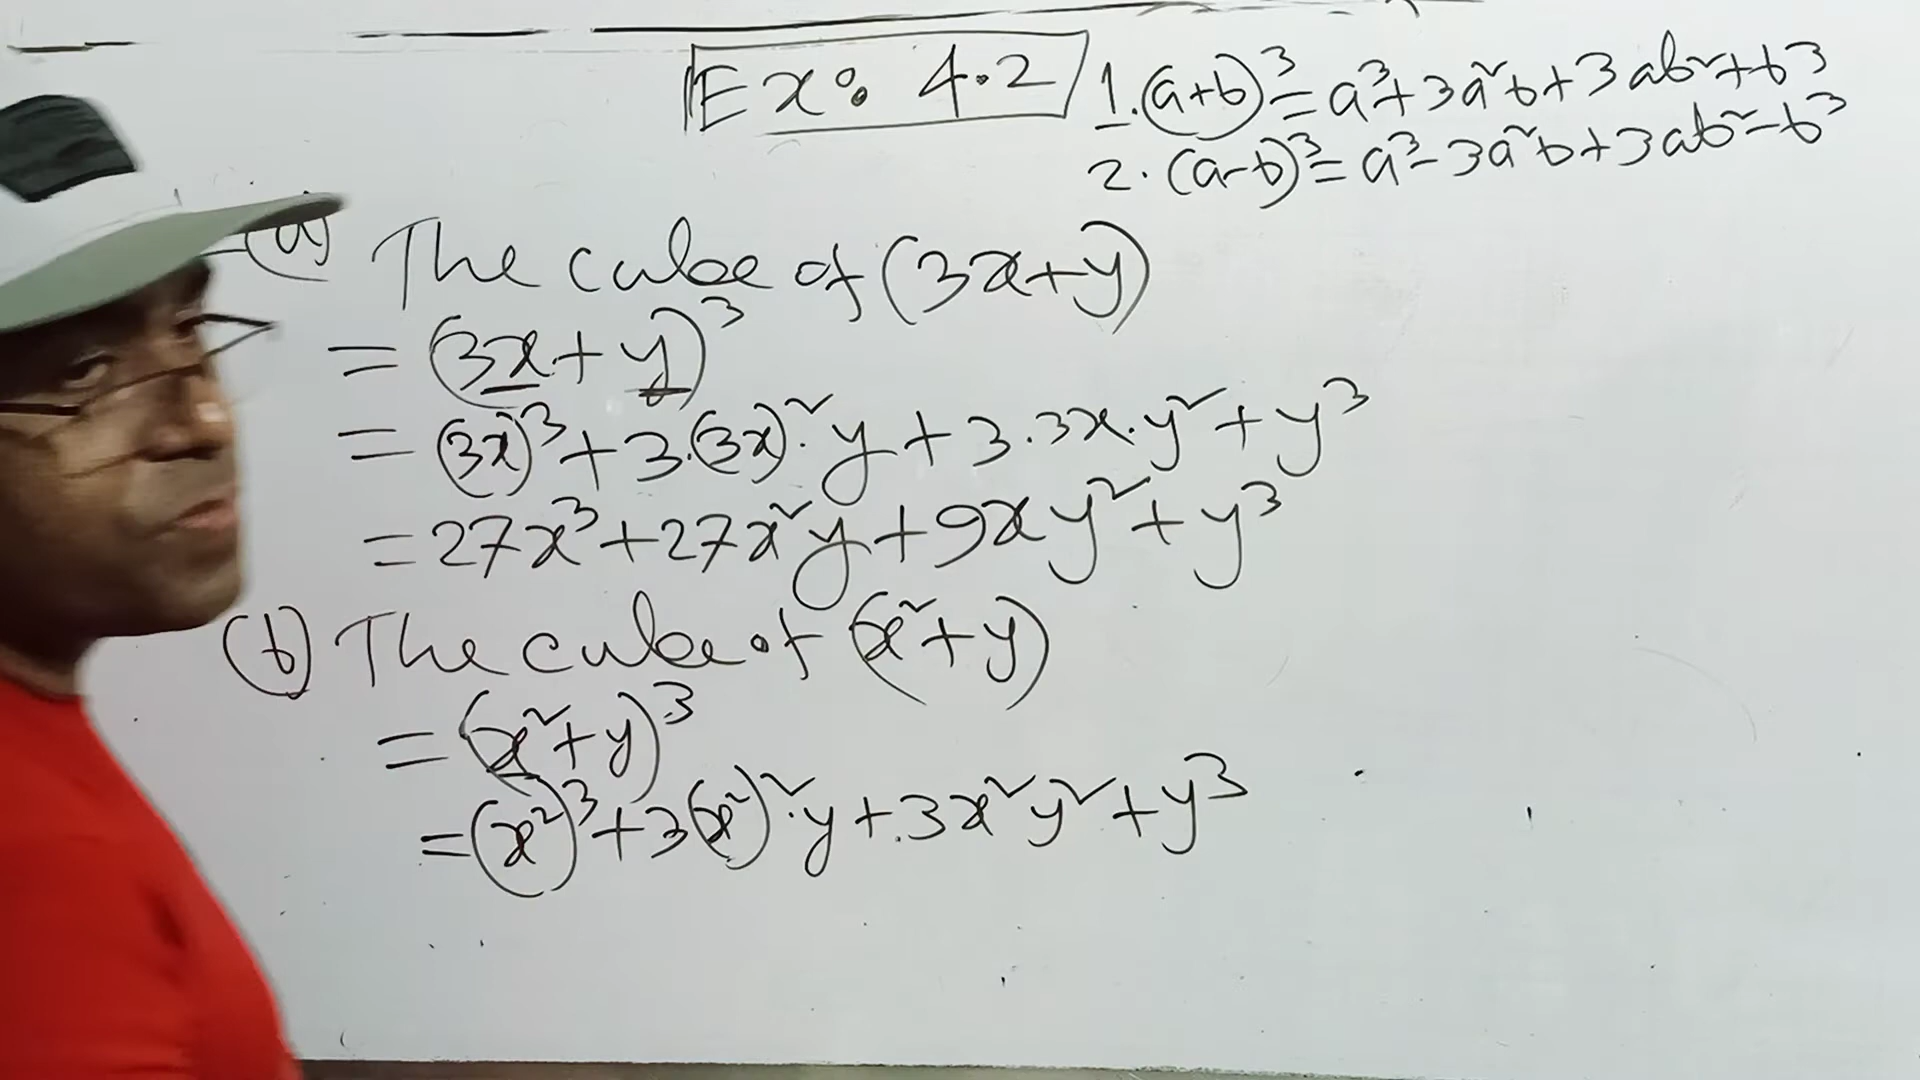 Ex: 4.2
1. (a+b)³ = a³+3a²b+3ab²+b³
2. (a-b)³ = a³-3a²b+3ab²-b³
(a) The cube of (3x+y)
= (3x+y)³
= (3x)³+3.(3x)².y+3.3x.y²+y³
= 27x³+27x²y+9xy²+y³
(b) The cube of (x²+y)
= (x²+y)³
= (x²)³+3(x²)².y+3x²y²+y³